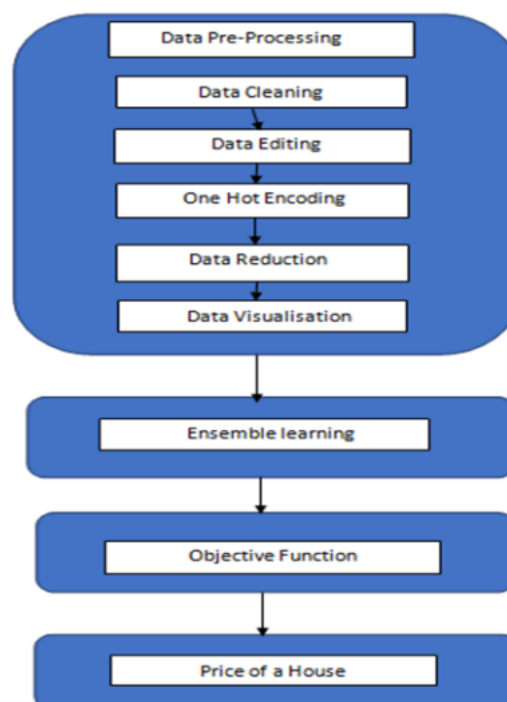 Data Pre-Processing
Data Cleaning
Data Editing
One Hot Encoding
Data Reduction
Data Visualisation
Ensemble learning
Objective Function
Price of a House